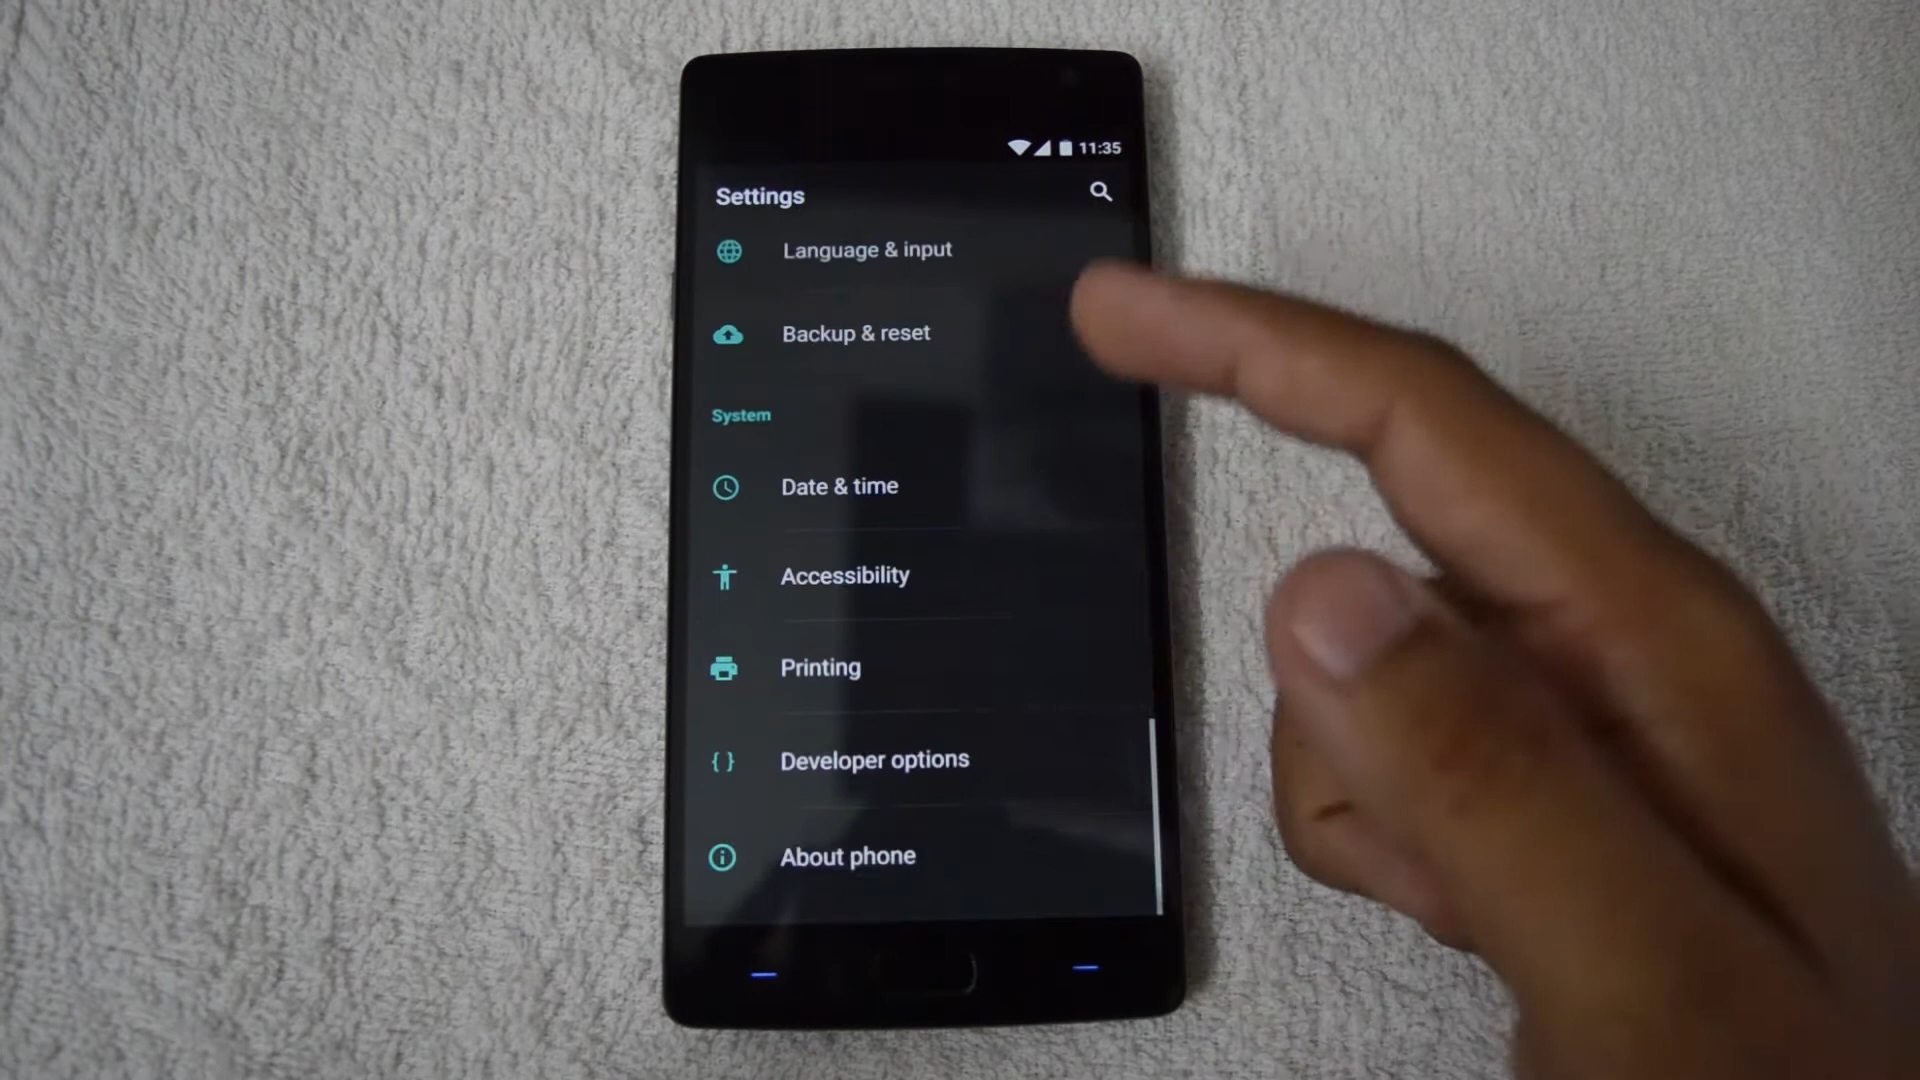 11:35
Settings
Language & input
Backup & reset
System
Date & time
Accessibility
Printing
Developer options
About phone